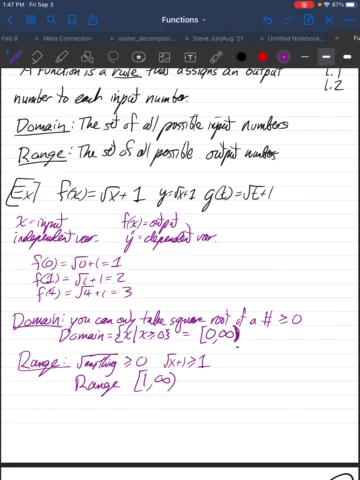 1:47 PM Fri Sep 3
87%
Functions
Feb 8
Meta Connection
oyster_decomposi
Steve Jun/Aug '21
Untitled Notebook
A function is a rule that assigns an output
1.1
number to each input number.
1.2
Domain: The set of all possible input numbers
Range: The set of all possible output numbers
Ex f(x)=√x+1 y=√x+1 g(t)=√t+1
x=input f(x)=output
independent var. y=dependent var.
f(0)=√0+1=1
f(1)=√1+1=2
f(4)=√4+1=3
Domain: you can only take square root of a # ≥0
Domain={x|x≥0} = [0,∞)
Range: √anything ≥0 √x+1≥1
Range [1,∞)